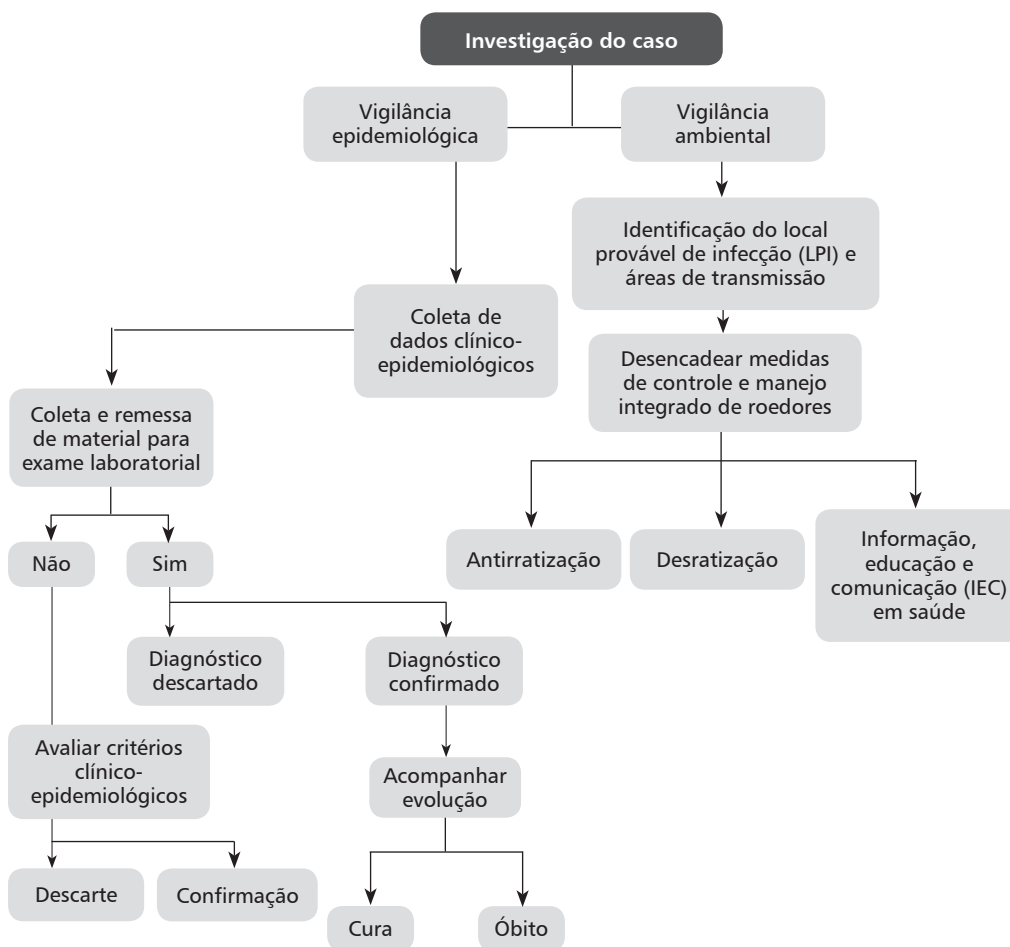 Investigação do caso
Vigilância
epidemiológica
Vigilância
ambiental
Identificação do local
provável de infecção (LPI) e
áreas de transmissão
Coleta de
dados clínico-
epidemiológicos
Desencadear medidas
de controle e manejo
integrado de roedores
Coleta e remessa
de material para
exame laboratorial
Antirratização
Desratização
Informação,
educação e
comunicação (IEC)
em saúde
Não
Sim
Diagnóstico
descartado
Diagnóstico
confirmado
Avaliar critérios
clínico-
epidemiológicos
Acompanhar
evolução
Descarte
Confirmação
Cura
Óbito